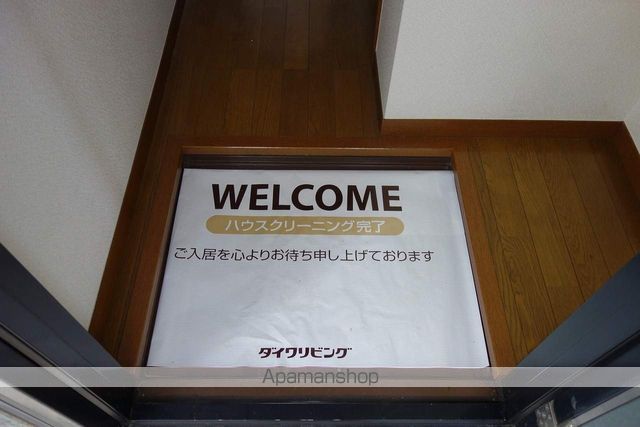 WELCOME
ハウスクリーニング完了
ご入居を心よりお待ち申し上げております
ダイワリビング
Apamanshop